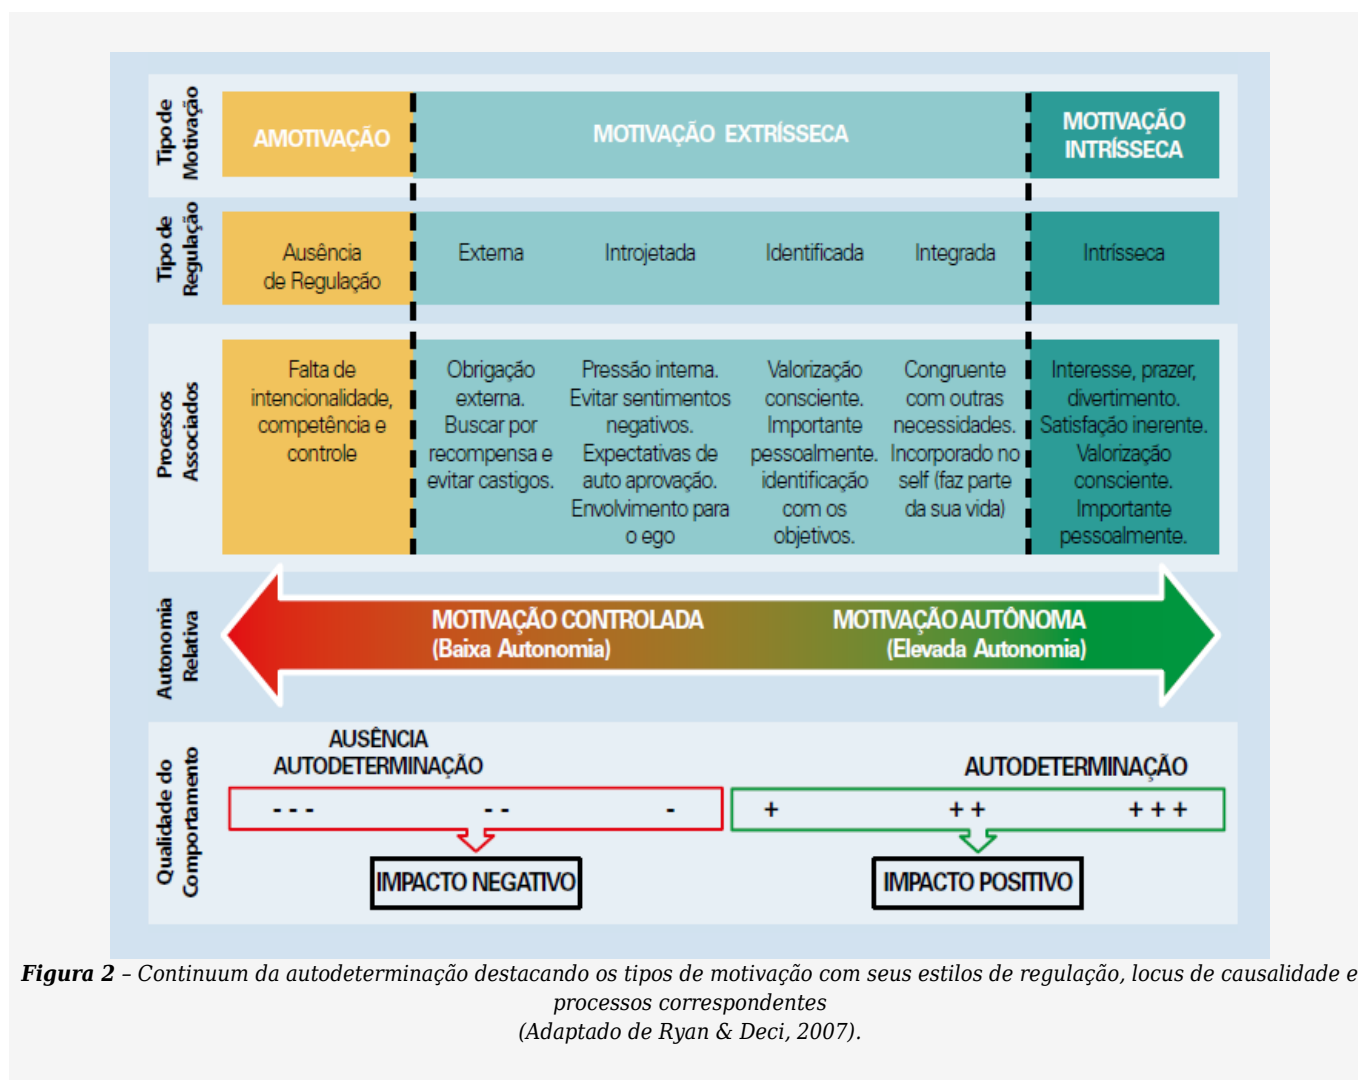 Tipo de
Motivação
AMOTIVAÇÃO
MOTIVAÇÃO EXTRÍSSECA
MOTIVAÇÃO
INTRÍSSECA
Tipo de
Regulação
Ausência
de Regulação
Externa
Introjetada
Identificada
Integrada
Intrísseca
Processos
Associados
Falta de
intencionalidade,
competência e
controle
Obrigação
externa.
Buscar por
recompensa e
evitar castigos.
Pressão interna.
Evitar sentimentos
negativos.
Expectativas de
auto aprovação.
Envolvimento para
o ego
Valorização
consciente.
Importante
pessoalmente.
identificação
com os
objetivos.
Congruente
com outras
necessidades.
Incorporado no
self (faz parte
da sua vida)
Interesse, prazer,
divertimento.
Satisfação inerente.
Valorização
consciente.
Importante
pessoalmente.
Autonomia
Relativa
MOTIVAÇÃO CONTROLADA
(Baixa Autonomia)
MOTIVAÇÃO AUTÔNOMA
(Elevada Autonomia)
Qualidade do
Comportamento
AUSÊNCIA
AUTODETERMINAÇÃO
AUTODETERMINAÇÃO
- - -
- -
-
+
+ +
+ + +
IMPACTO NEGATIVO
IMPACTO POSITIVO
Figura 2 – Continuum da autodeterminação destacando os tipos de motivação com seus estilos de regulação, locus de causalidade e
processos correspondentes
(Adaptado de Ryan & Deci, 2007).